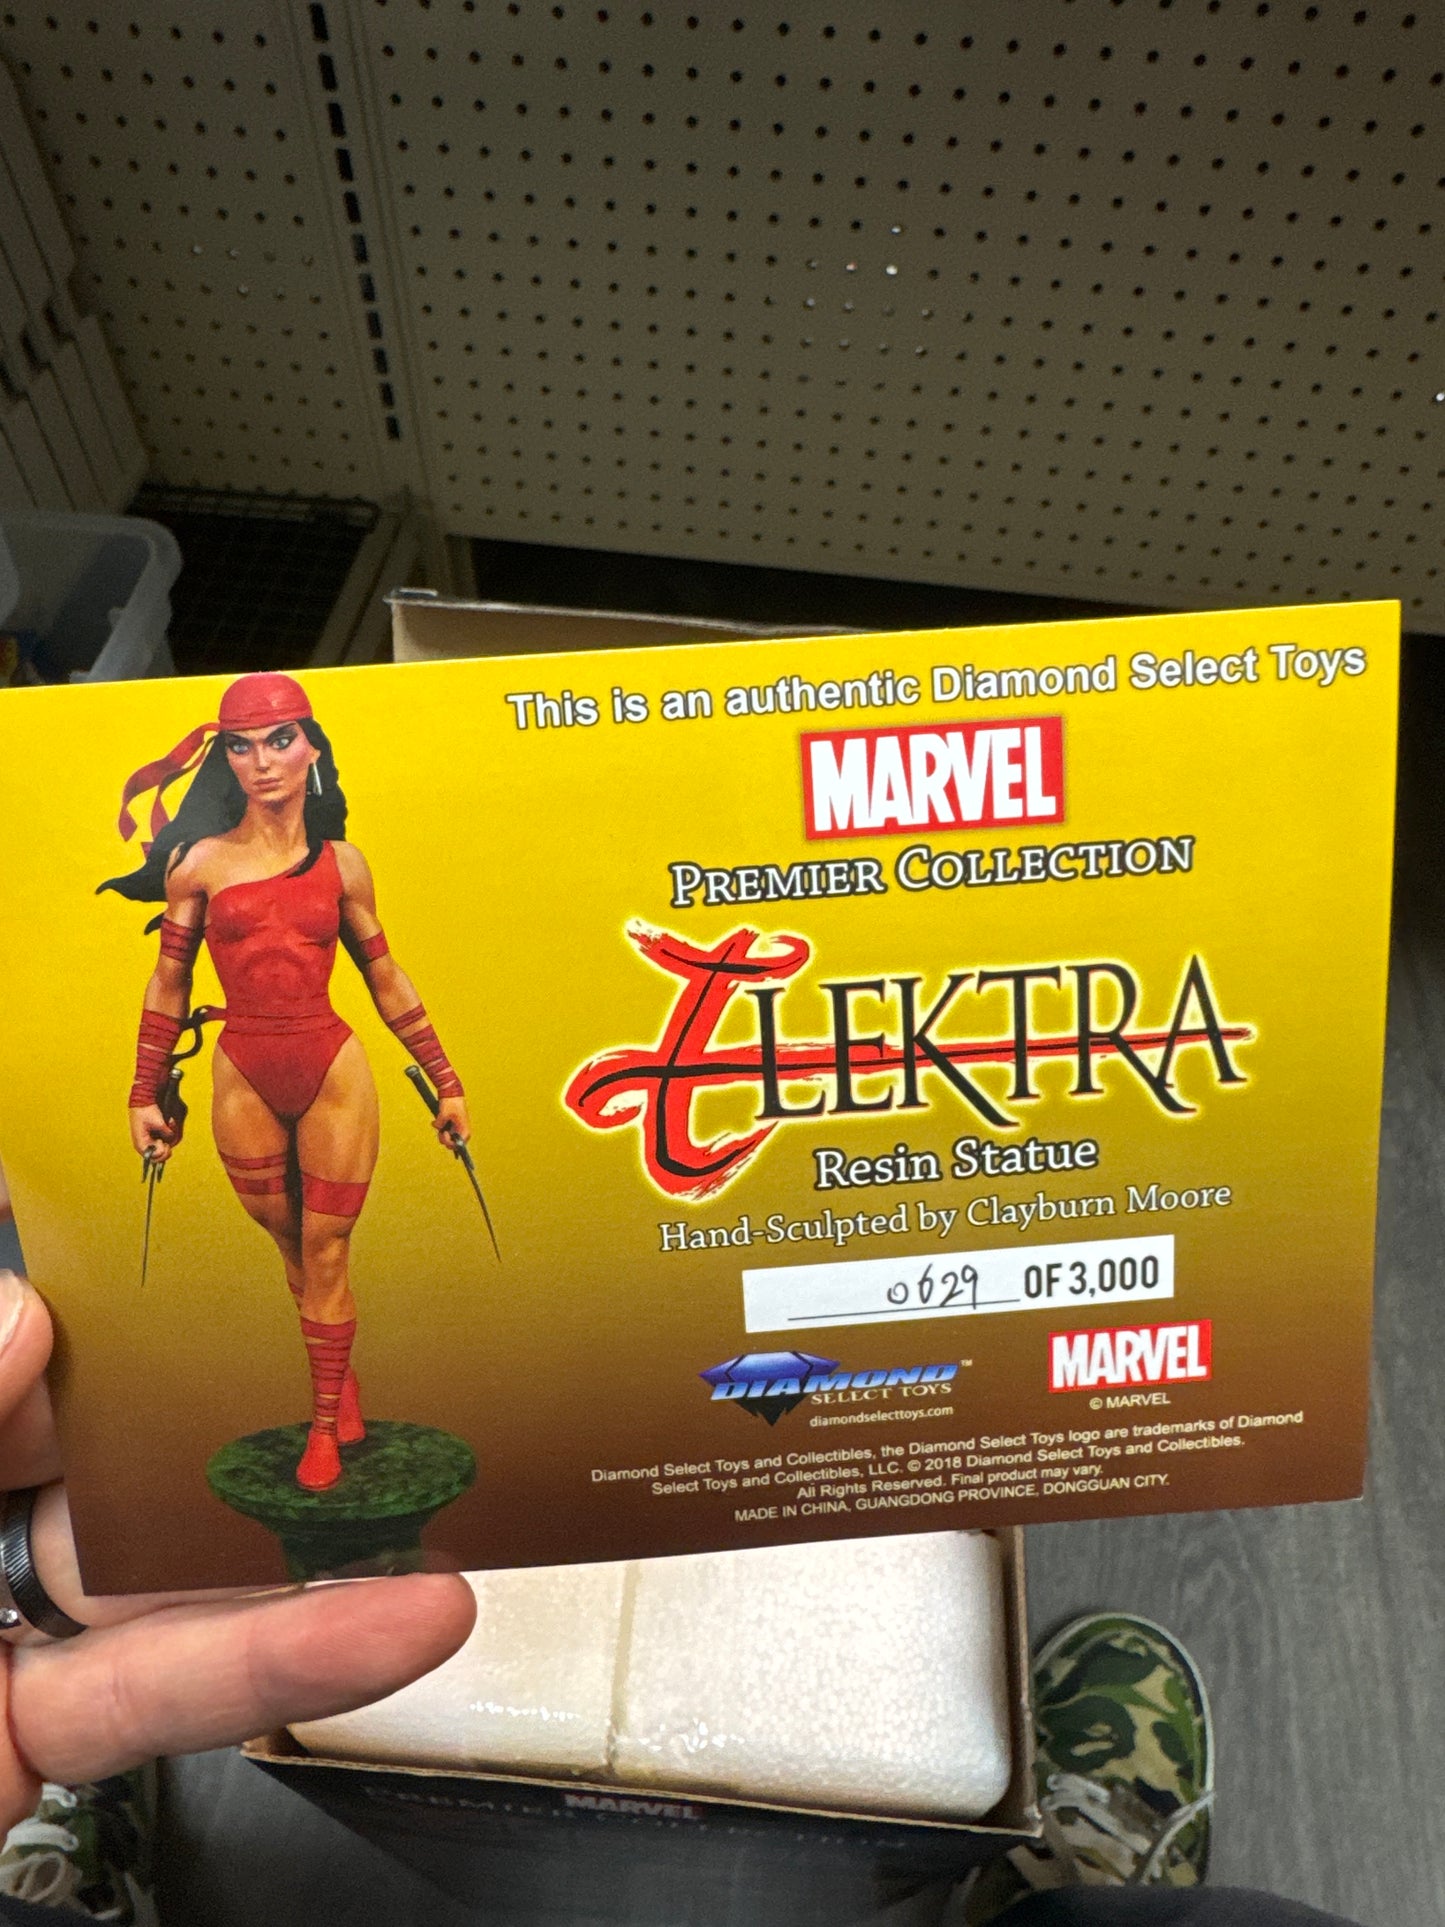 This is an authentic Diamond Select Toys
MARVEL
PREMIER COLLECTION
ELEKTRA
Resin Statue
Hand-Sculpted by Clayburn Moore
0629 OF 3,000
DIAMOND™
SELECT TOYS
diamondselecttoys.com
MARVEL
© MARVEL
Diamond Select Toys and Collectibles, the Diamond Select Toys logo are trademarks of Diamond
Select Toys and Collectibles, LLC. © 2018 Diamond Select Toys and Collectibles.
All Rights Reserved. Final product may vary.
MADE IN CHINA, GUANGDONG PROVINCE, DONGGUAN CITY.
MARVEL
PREMIER COLLECTION